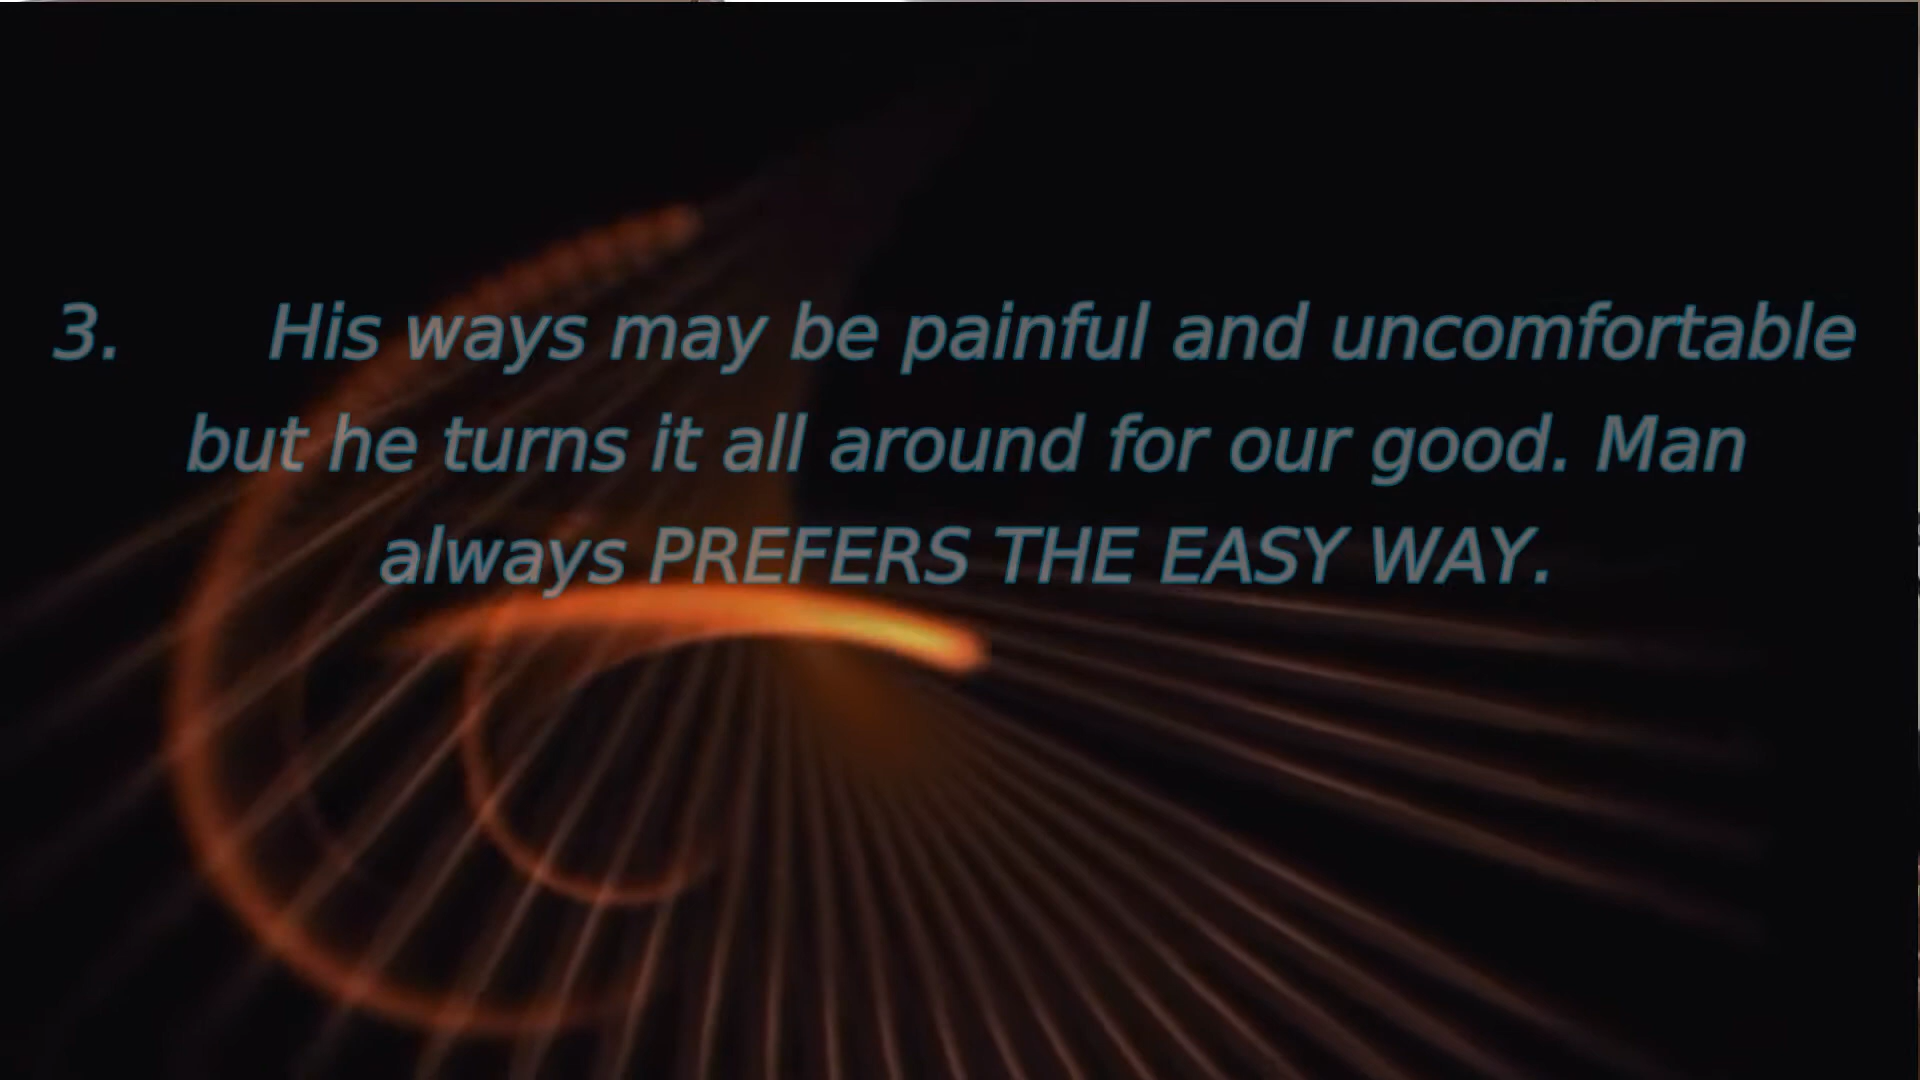 3. His ways may be painful and uncomfortable
but he turns it all around for our good. Man
always PREFERS THE EASY WAY.